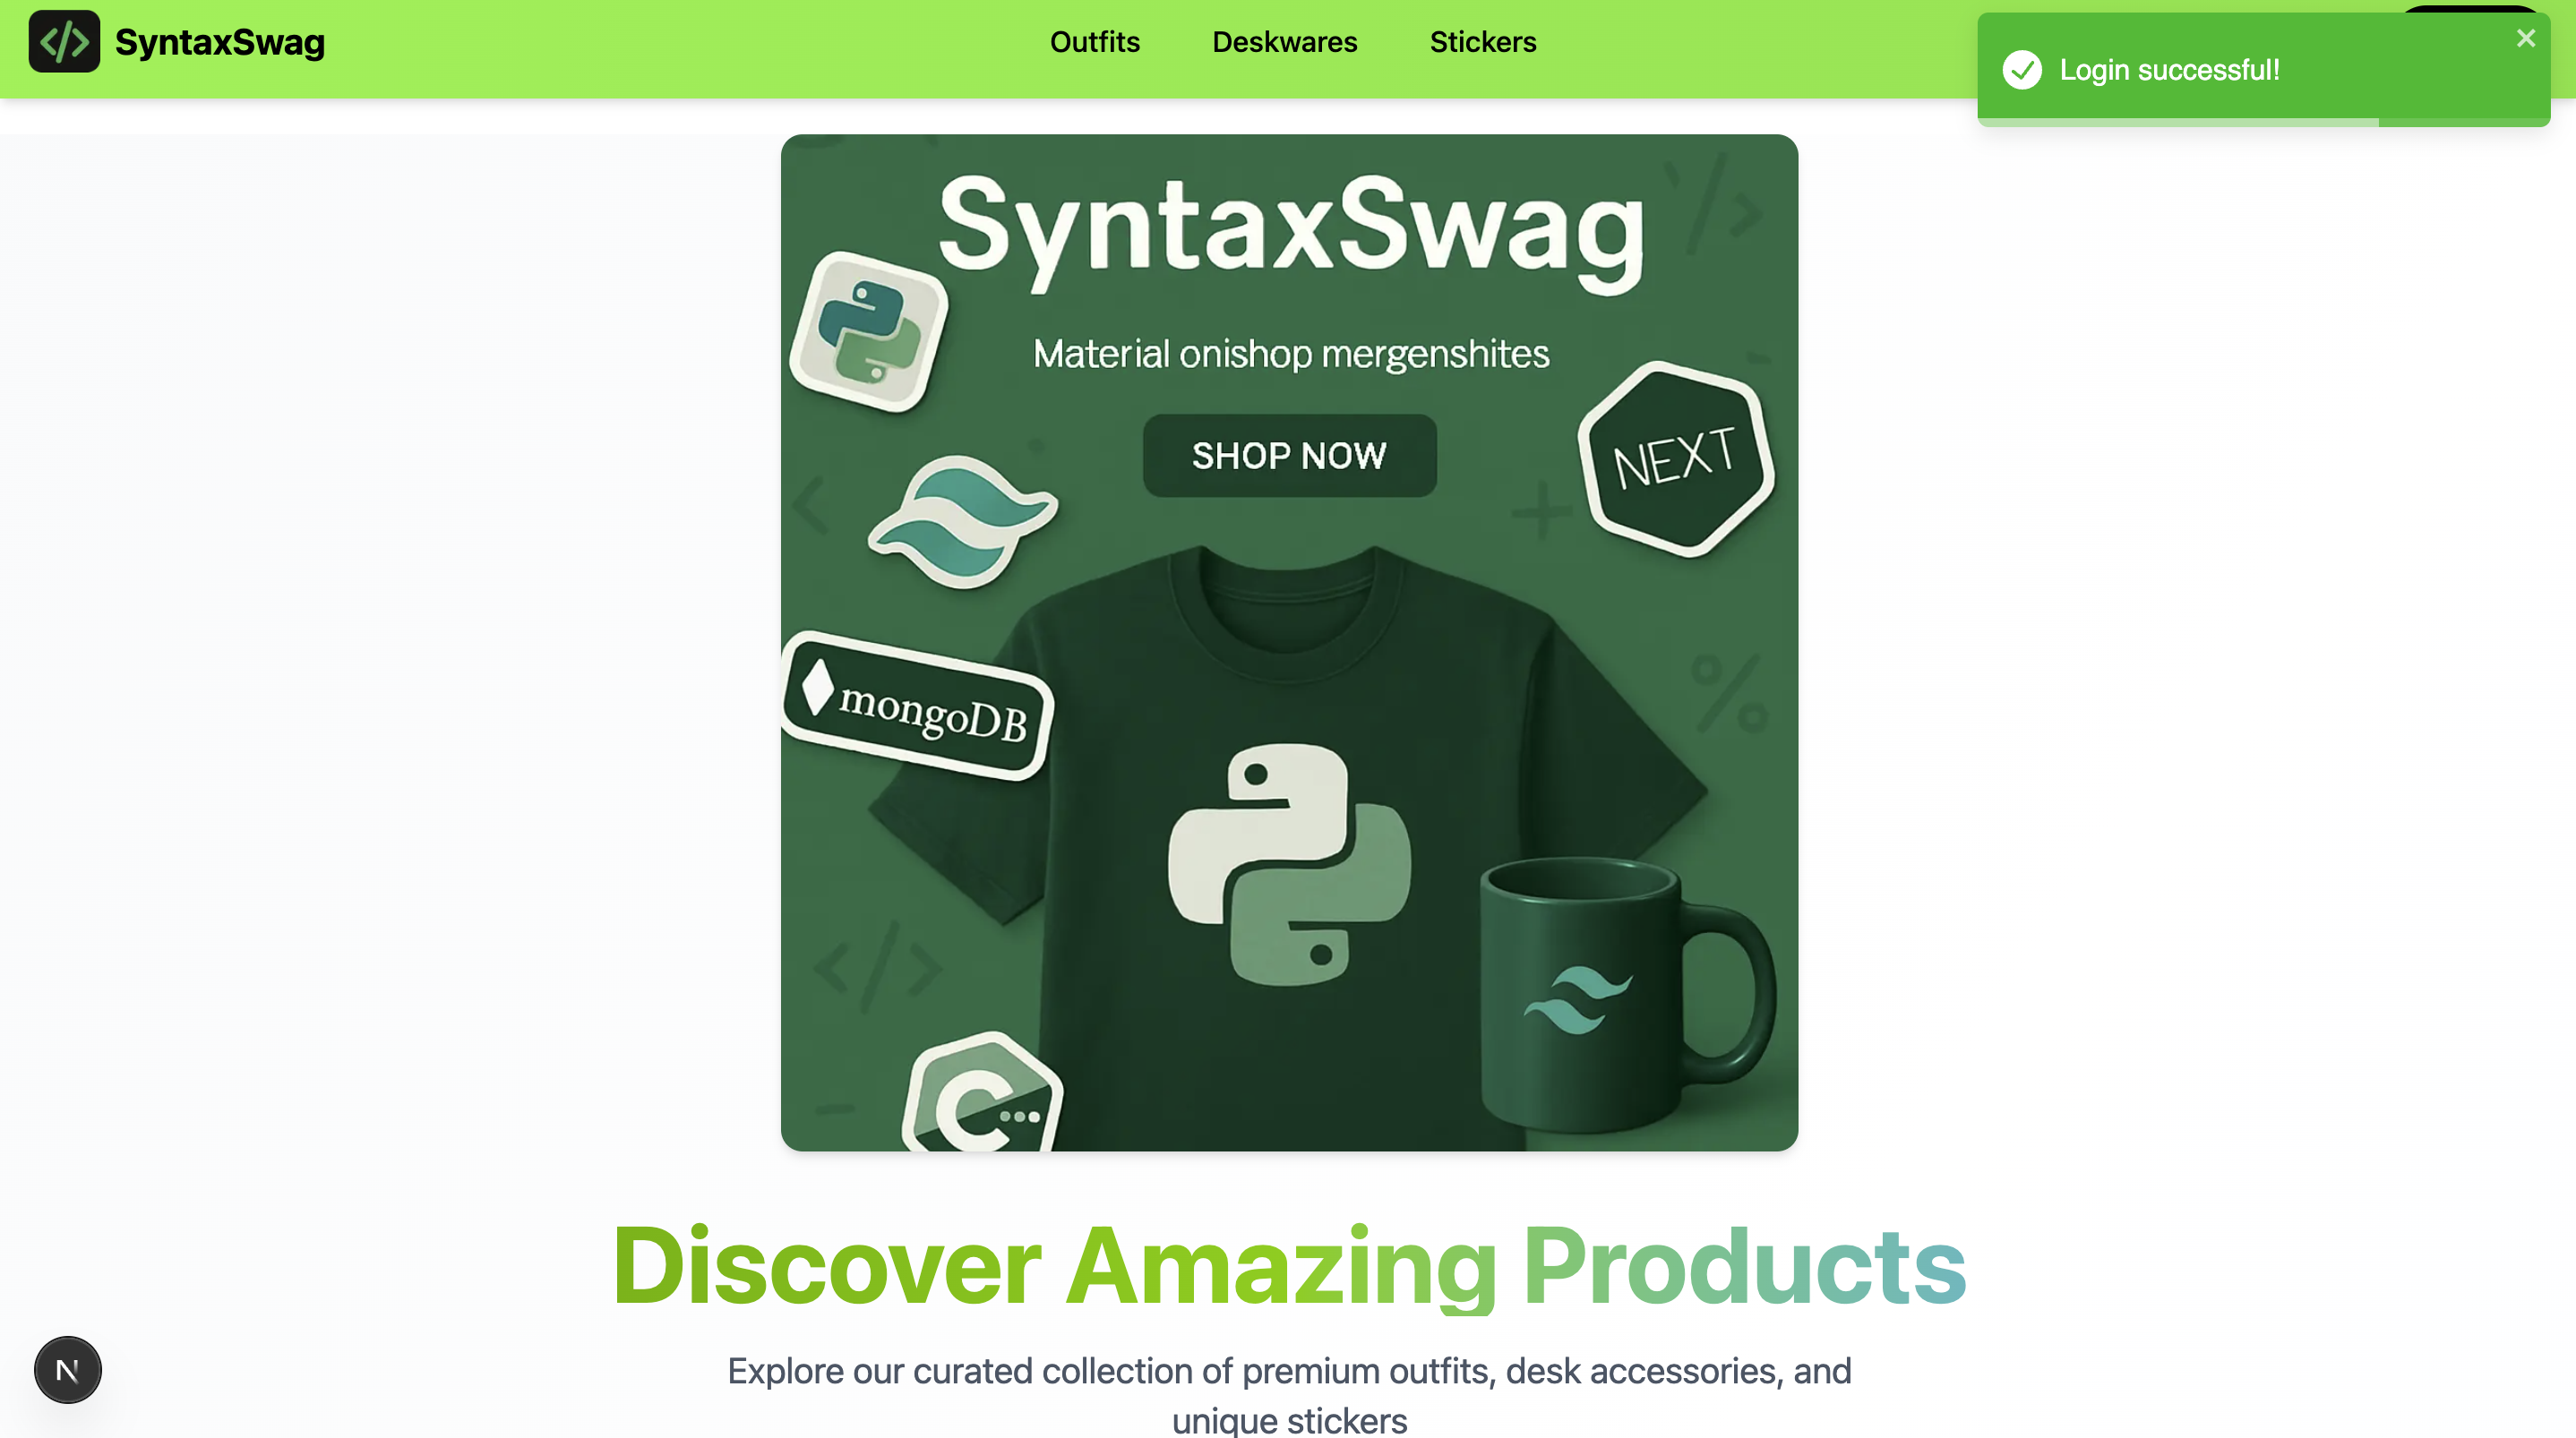 SyntaxSwag
Outfits
Deskwares
Stickers
Login successful!
SyntaxSwag
Material onishop mergenshites
SHOP NOW
NEXT
mongoDB
C
Discover Amazing Products
Explore our curated collection of premium outfits, desk accessories, and
unique stickers
N